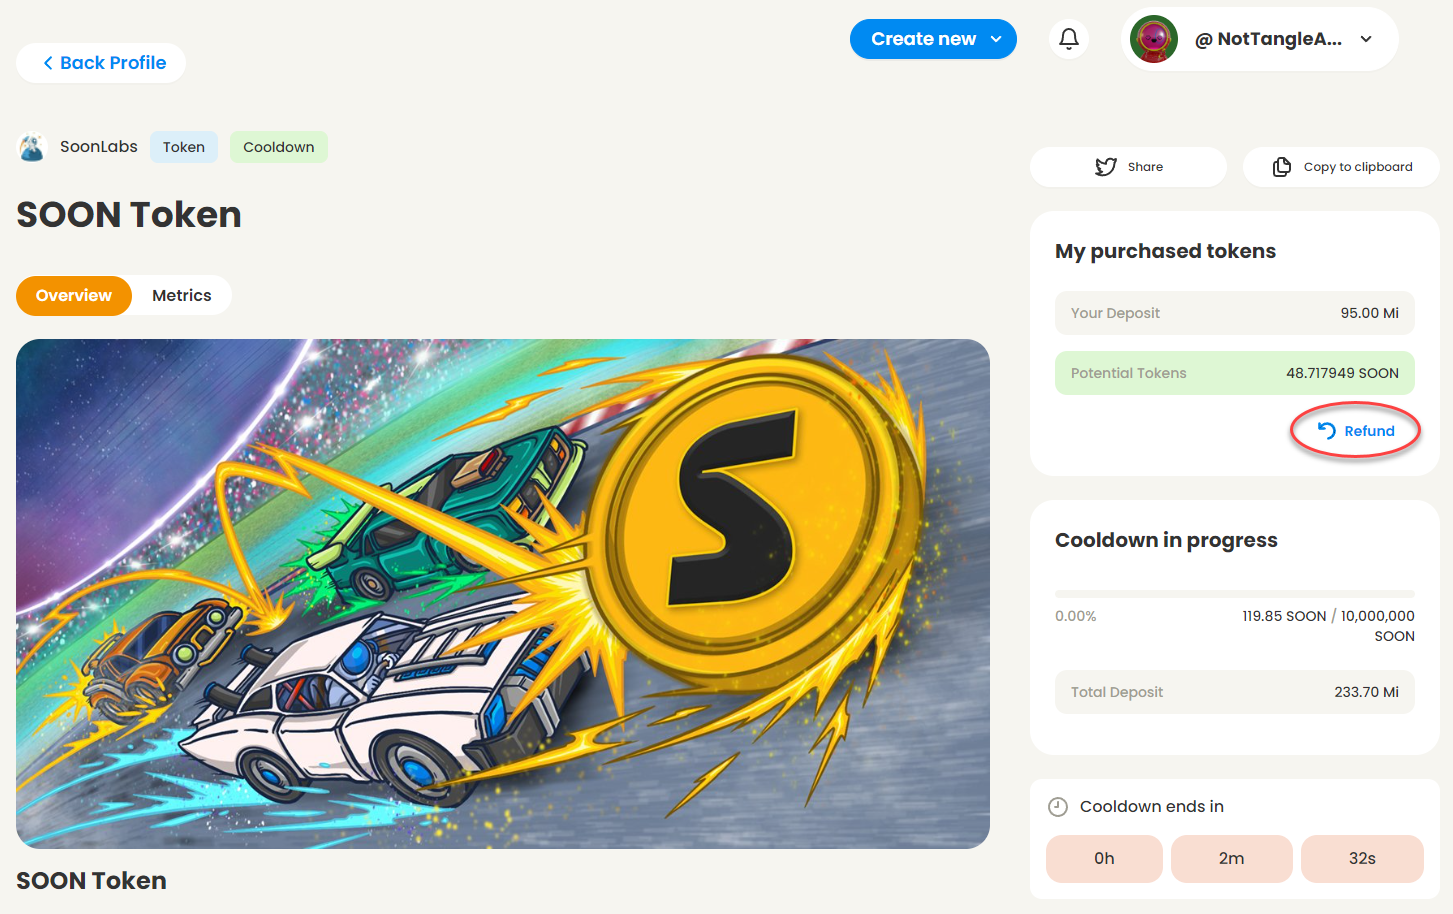 Create new
@ NotTangleA...
Back Profile
SoonLabs
Token
Cooldown
SOON Token
Overview
Metrics
S
SOON Token
Share
Copy to clipboard
My purchased tokens
Your Deposit 95.00 Mi
Potential Tokens 48.717949 SOON
Refund
Cooldown in progress
0.00% 119.85 SOON / 10,000,000
SOON
Total Deposit 233.70 Mi
Cooldown ends in
0h 2m 32s